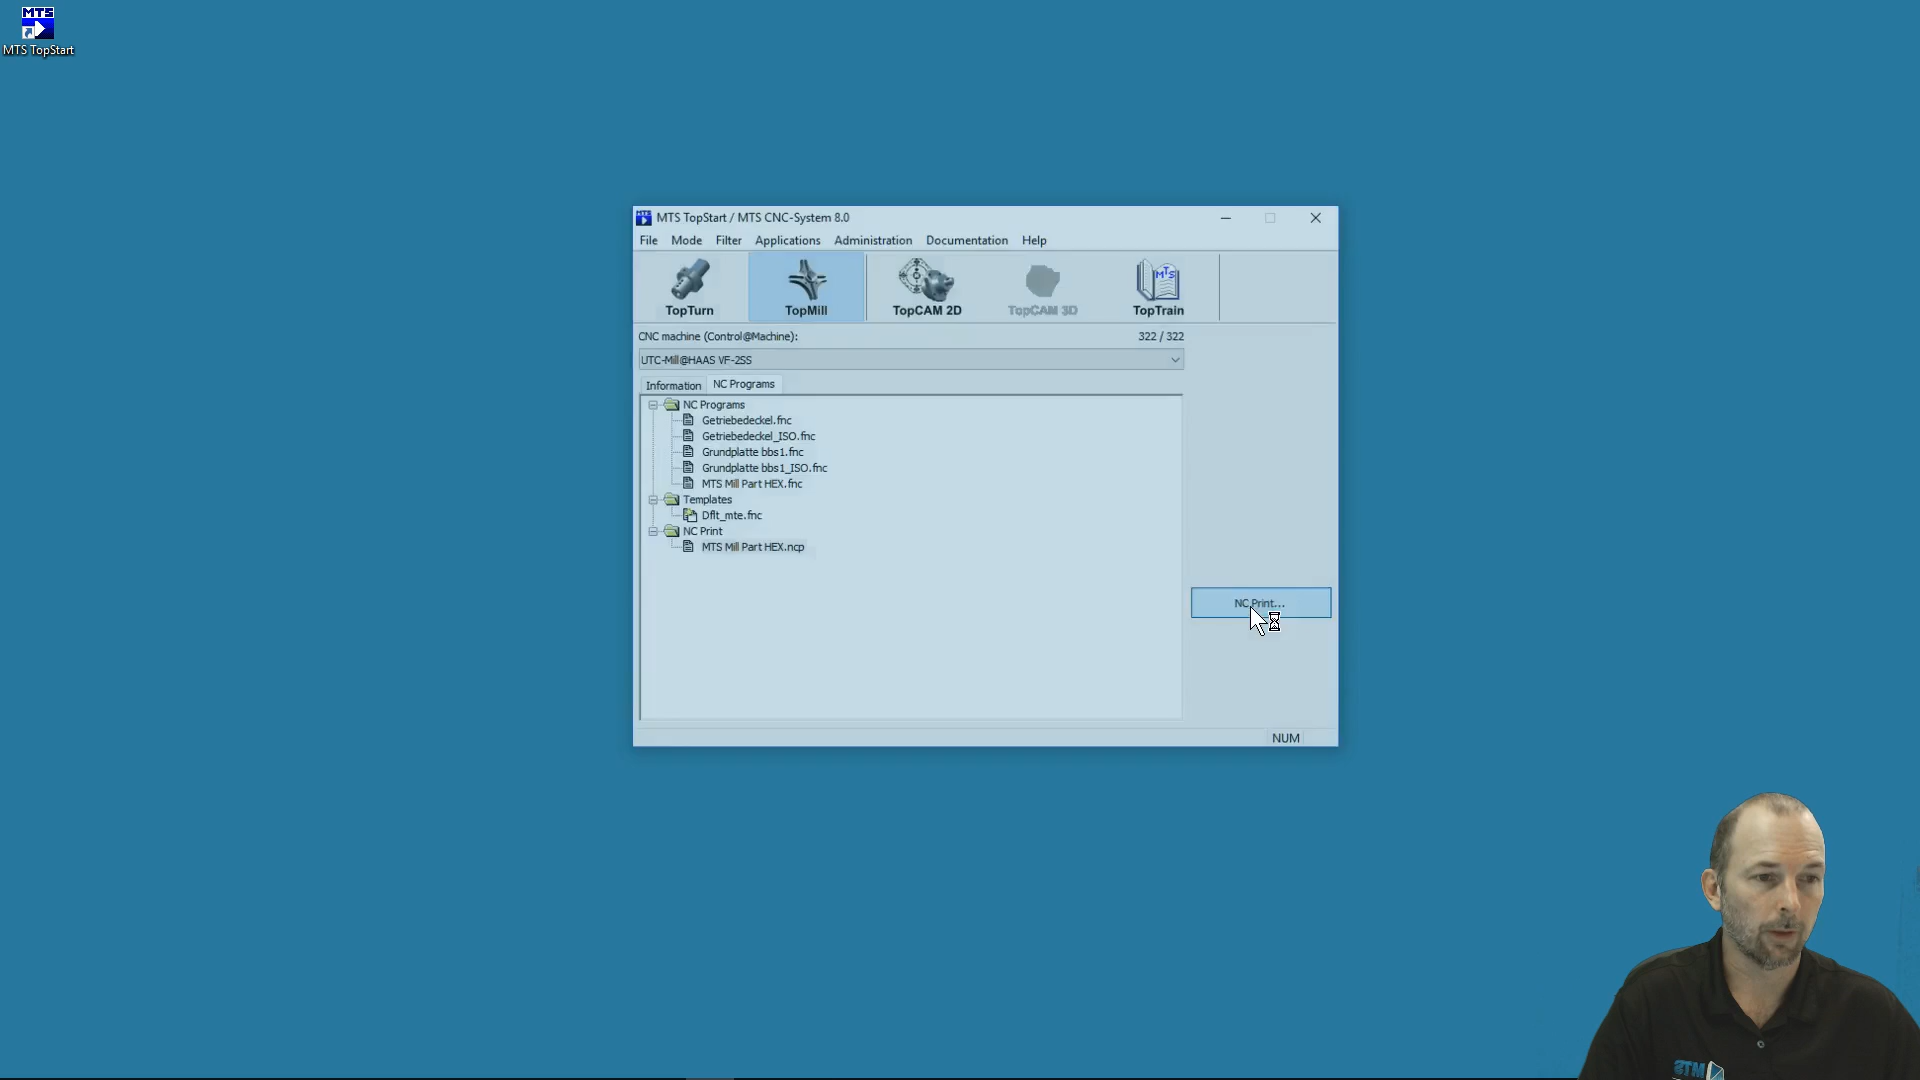 MTS
MTS TopStart
MTS TopStart / MTS CNC-System 8.0
File Mode Filter Applications Administration Documentation Help
TopTurn TopMill TopCAM 2D TopCAM 3D MTS TopTrain
CNC machine (Control@Machine): 322 / 322
UTC-Mill@HAAS VF-2SS
Information NC Programs
NC Programs
Getriebedeckel.fnc
Getriebedeckel_ISO.fnc
Grundplatte bbs1.fnc
Grundplatte bbs1_ISO.fnc
MTS Mill Part HEX.fnc
Templates
Dflt_mte.fnc
NC Print
MTS Mill Part HEX.ncp
NC Print...
NUM